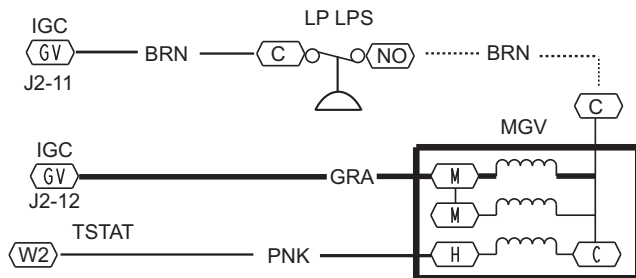 IGC
LP LPS
GV
BRN
C
NO
BRN
J2-11
C
MGV
IGC
GV
GRA
M
J2-12
M
TSTAT
W2
PNK
H
C